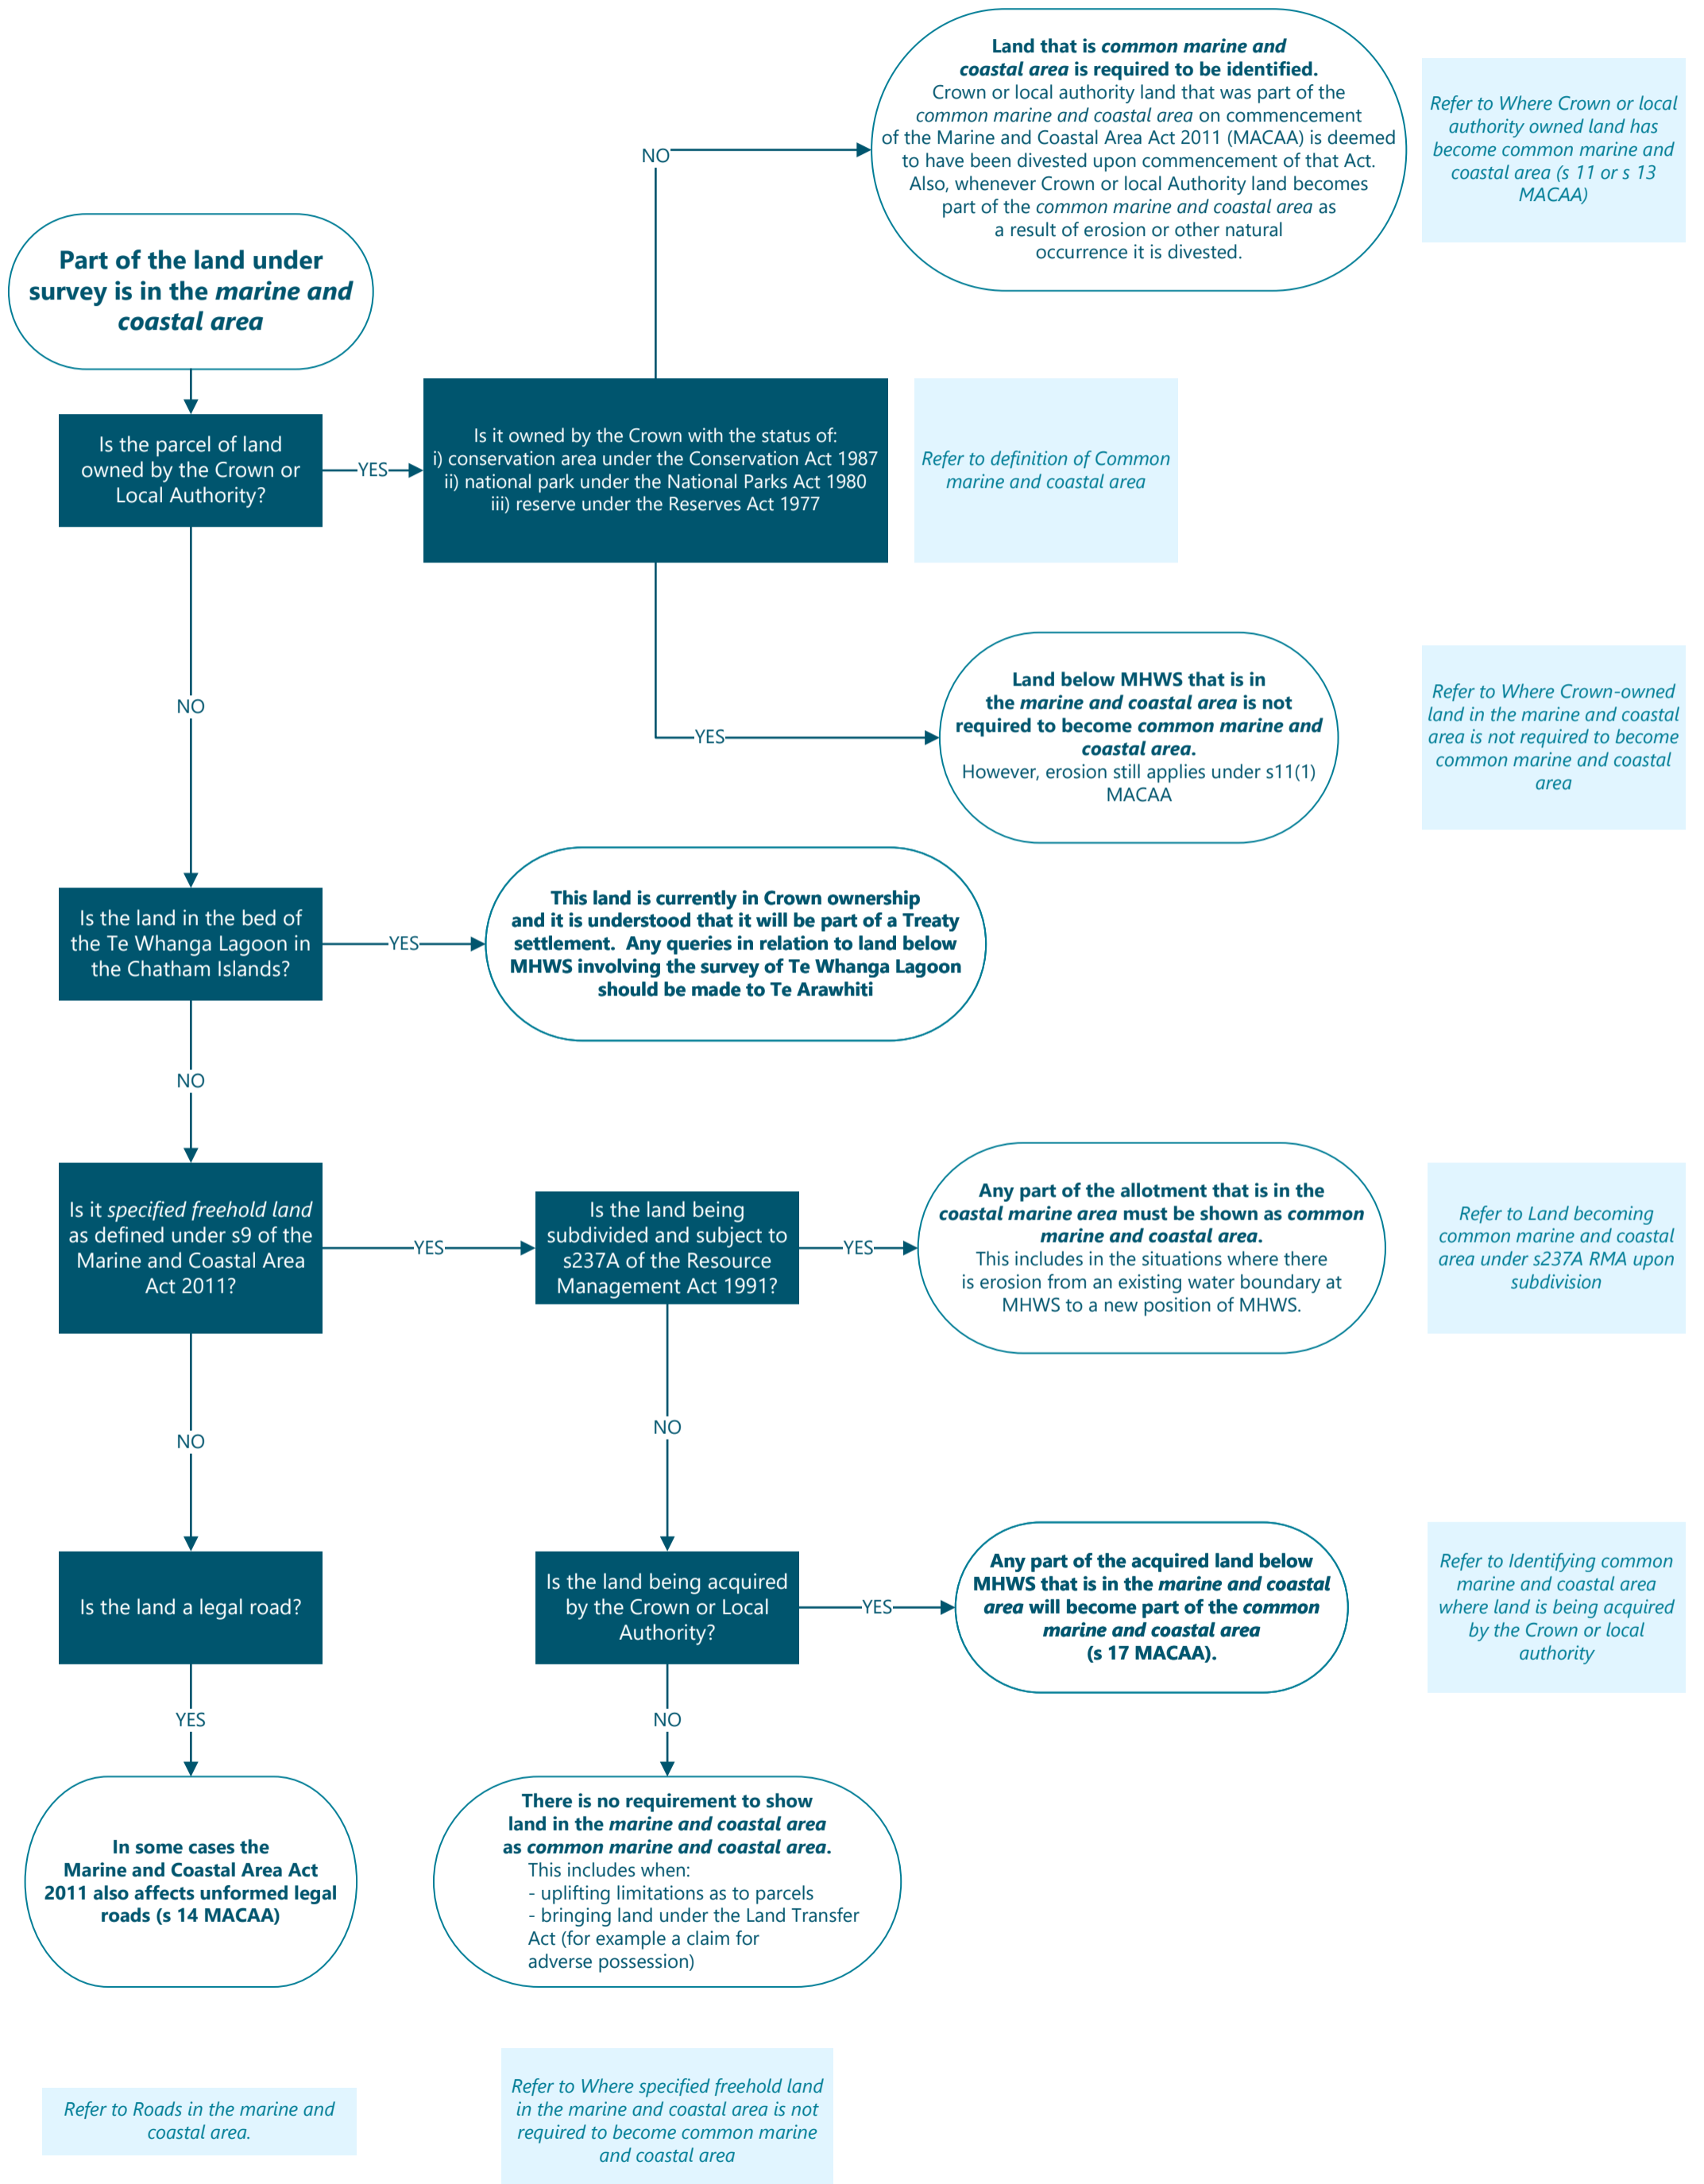 Land that is common marine and
coastal area is required to be identified.
Crown or local authority land that was part of the
common marine and coastal area on commencement
of the Marine and Coastal Area Act 2011 (MACAA) is deemed
to have been divested upon commencement of that Act.
Also, whenever Crown or local Authority land becomes
part of the common marine and coastal area as
a result of erosion or other natural
occurrence it is divested.
Refer to Where Crown or local
authority owned land has
become common marine and
coastal area (s 11 or s 13
MACAA)
NO
Part of the land under
survey is in the marine and
coastal area
Is the parcel of land
owned by the Crown or
Local Authority?
YES
Is it owned by the Crown with the status of:
i) conservation area under the Conservation Act 1987
ii) national park under the National Parks Act 1980
iii) reserve under the Reserves Act 1977
Refer to definition of Common
marine and coastal area
NO
YES
Land below MHWS that is in
the marine and coastal area is not
required to become common marine and
coastal area.
However, erosion still applies under s11(1)
MACAA
Refer to Where Crown-owned
land in the marine and coastal
area is not required to become
common marine and coastal
area
Is the land in the bed of
the Te Whanga Lagoon in
the Chatham Islands?
YES
This land is currently in Crown ownership
and it is understood that it will be part of a Treaty
settlement.  Any queries in relation to land below
MHWS involving the survey of Te Whanga Lagoon
should be made to Te Arawhiti
NO
Is it specified freehold land
as defined under s9 of the
Marine and Coastal Area
Act 2011?
YES
Is the land being
subdivided and subject to
s237A of the Resource
Management Act 1991?
YES
Any part of the allotment that is in the
coastal marine area must be shown as common
marine and coastal area.
This includes in the situations where there
is erosion from an existing water boundary at
MHWS to a new position of MHWS.
Refer to Land becoming
common marine and coastal
area under s237A RMA upon
subdivision
NO
NO
Is the land a legal road?
Is the land being acquired
by the Crown or Local
Authority?
YES
Any part of the acquired land below
MHWS that is in the marine and coastal
area will become part of the common
marine and coastal area
(s 17 MACAA).
Refer to Identifying common
marine and coastal area
where land is being acquired
by the Crown or local
authority
YES
NO
In some cases the
Marine and Coastal Area Act
2011 also affects unformed legal
roads (s 14 MACAA)
There is no requirement to show
land in the marine and coastal area
as common marine and coastal area.
This includes when:
- uplifting limitations as to parcels
- bringing land under the Land Transfer
Act (for example a claim for
adverse possession)
Refer to Roads in the marine and
coastal area.
Refer to Where specified freehold land
in the marine and coastal area is not
required to become common marine
and coastal area